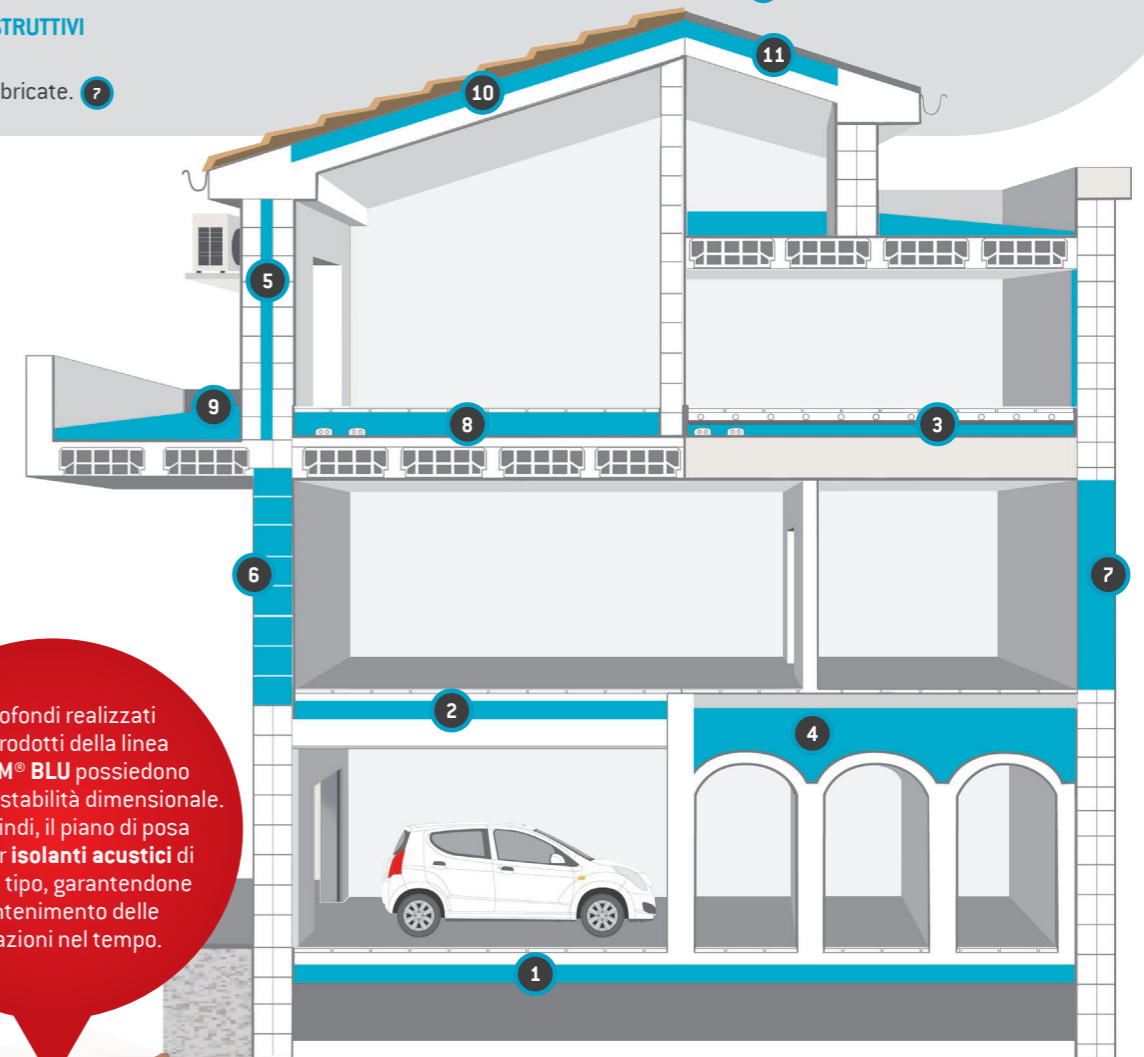 STRUTTIVI
bricate. 7
11
10
5
9
8
3
6
7
ofondi realizzati
rodotti della linea
M® BLU possiedono
stabilità dimensionale.
indi, il piano di posa
r isolanti acustici di
tipo, garantendone
ntenimento delle
azioni nel tempo.
2
4
1